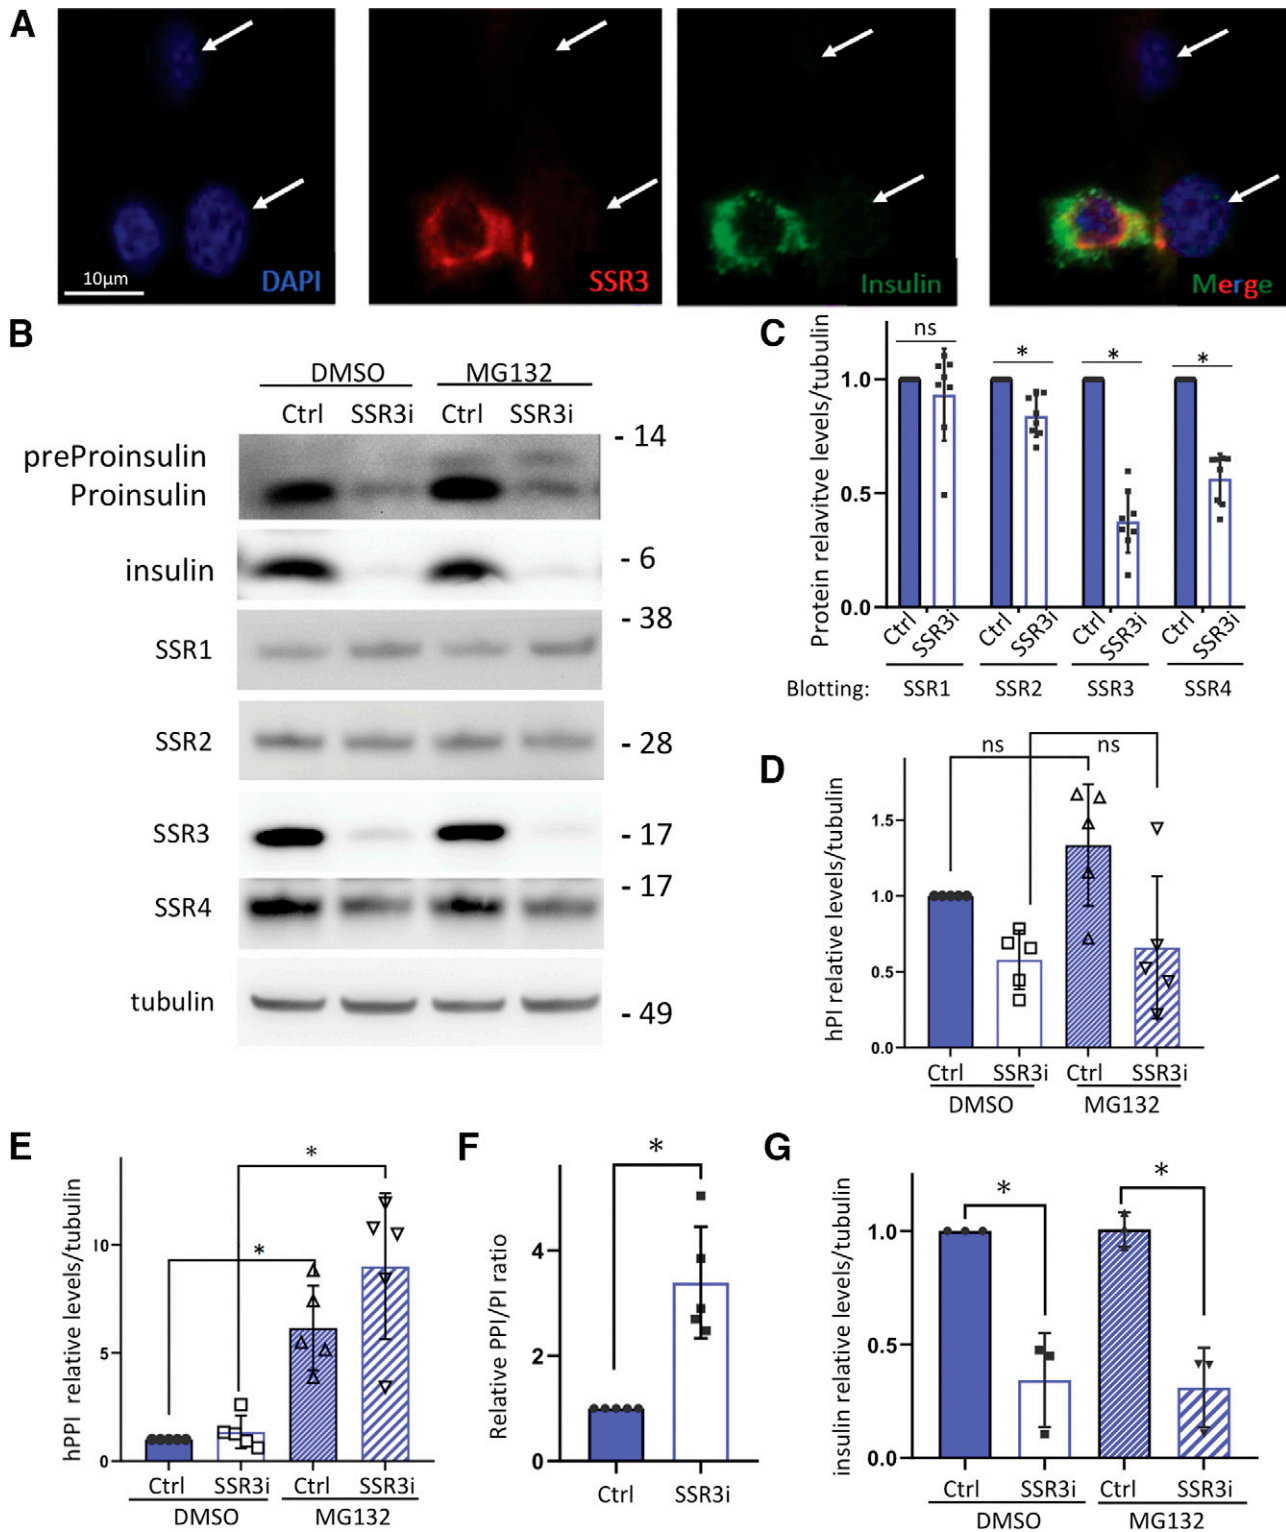 A
DAPI
10µm
SSR3
Insulin
Merge
B
DMSO MG132
Ctrl SSR3i Ctrl SSR3i
- 14
preProinsulin
Proinsulin
insulin
- 6
- 38
SSR1
SSR2
- 28
SSR3
- 17
- 17
SSR4
tubulin
- 49
C
Protein relavitve levels/tubulin
ns * * *
1.0
0.5
0.0
Ctrl SSR3i Ctrl SSR3i Ctrl SSR3i Ctrl SSR3i
Blotting: SSR1 SSR2 SSR3 SSR4
D
hPI relative levels/tubulin
ns ns
1.5
1.0
0.5
0.0
Ctrl SSR3i Ctrl SSR3i
DMSO MG132
E
hPPI relative levels/tubulin
*
*
10
5
0
Ctrl SSR3i Ctrl SSR3i
DMSO MG132
F
Relative PPI/PI ratio
*
4
2
0
Ctrl SSR3i
G
insulin relative levels/tubulin
* *
1.0
0.5
0.0
Ctrl SSR3i Ctrl SSR3i
DMSO MG132